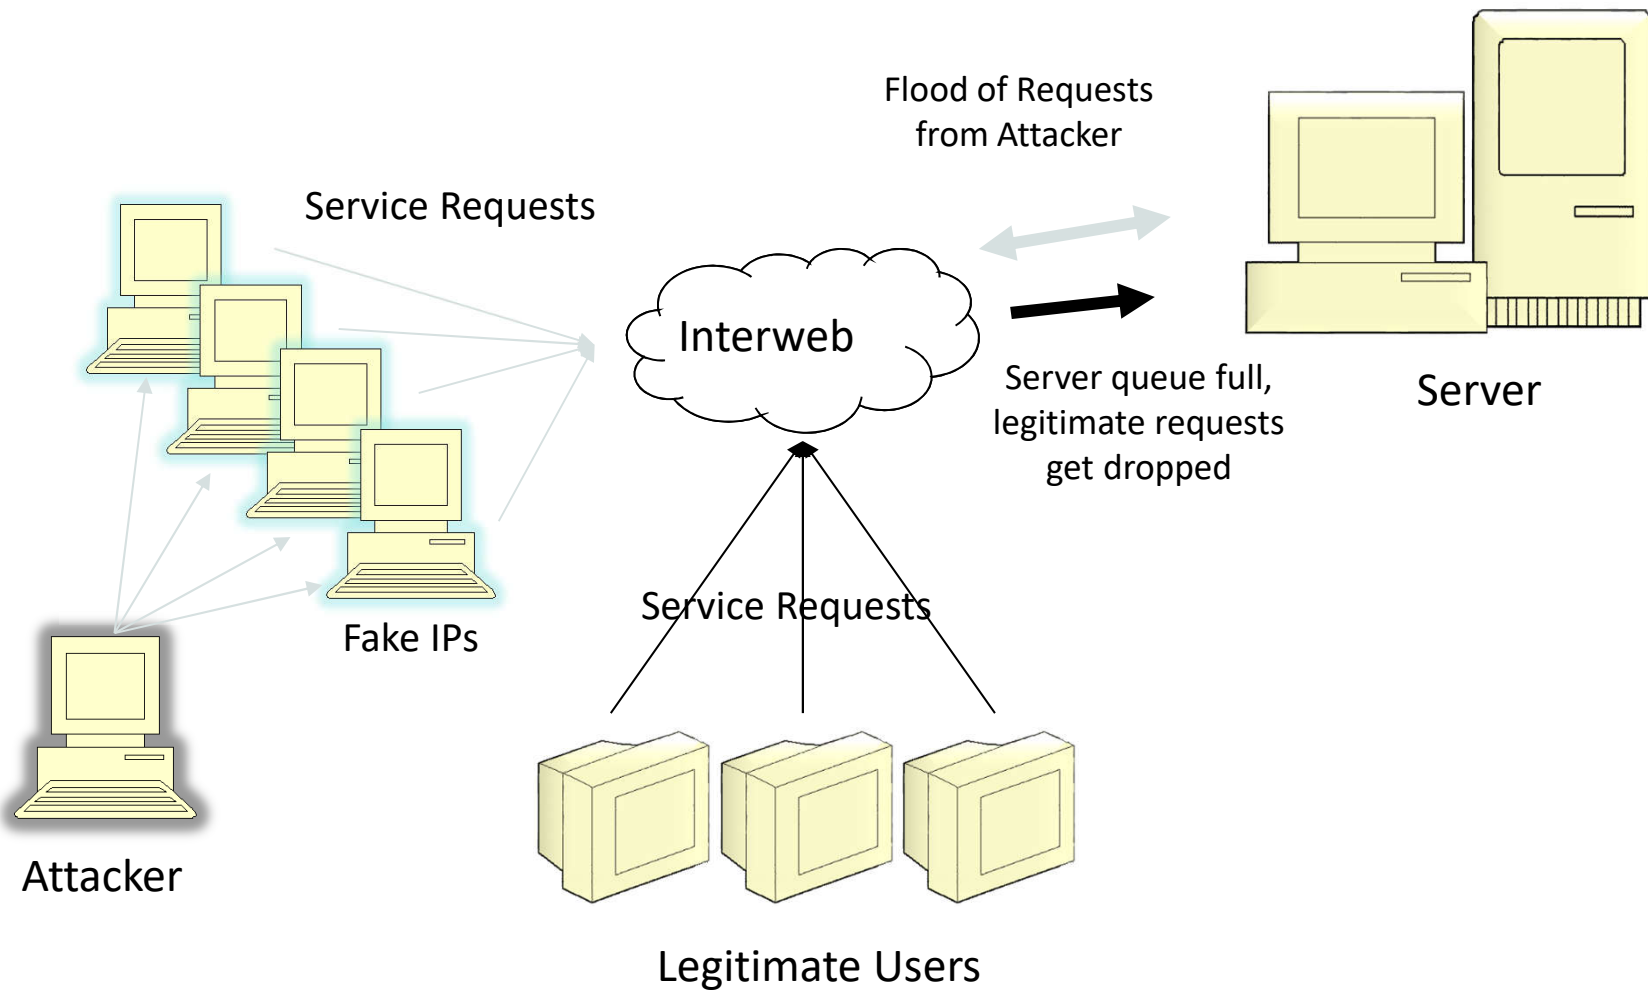 Flood of Requests
from Attacker
Service Requests
Interweb
Server queue full,
legitimate requests
get dropped
Server
Service Requests
Fake IPs
Attacker
Legitimate Users